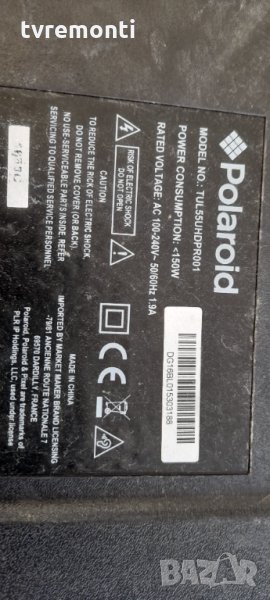 tvremonti
Polaroid
MODEL NO: TUL55UHDPR001
POWER CONSUMPTION: <150W
RATED VOLTAGE: AC 100-240V~ 50/60Hz 1.9A
RISK OF ELECTRIC SHOCK
DO NOT OPEN
CAUTION
TO REDUCE THE RISK OF ELECTRIC SHOCK,
DO NOT REMOVE COVER (OR BACK).
NO USE-SERVICEABLE PARTS INSIDE REFER
SERVICING TO QUALIFIED SERVICE PERSONNEL
DG16BL015303188
MADE IN CHINA
IMPORTED BY MARKET MAKER BRAND LICENSING
-7981 ANCIENNE ROUTE NATIONALE 7
69570 DARDILLY, FRANCE
Polaroid, Polaroid & Pixel are trademarks of
PLR IP Holdings, LLC, used under license
BAZAR